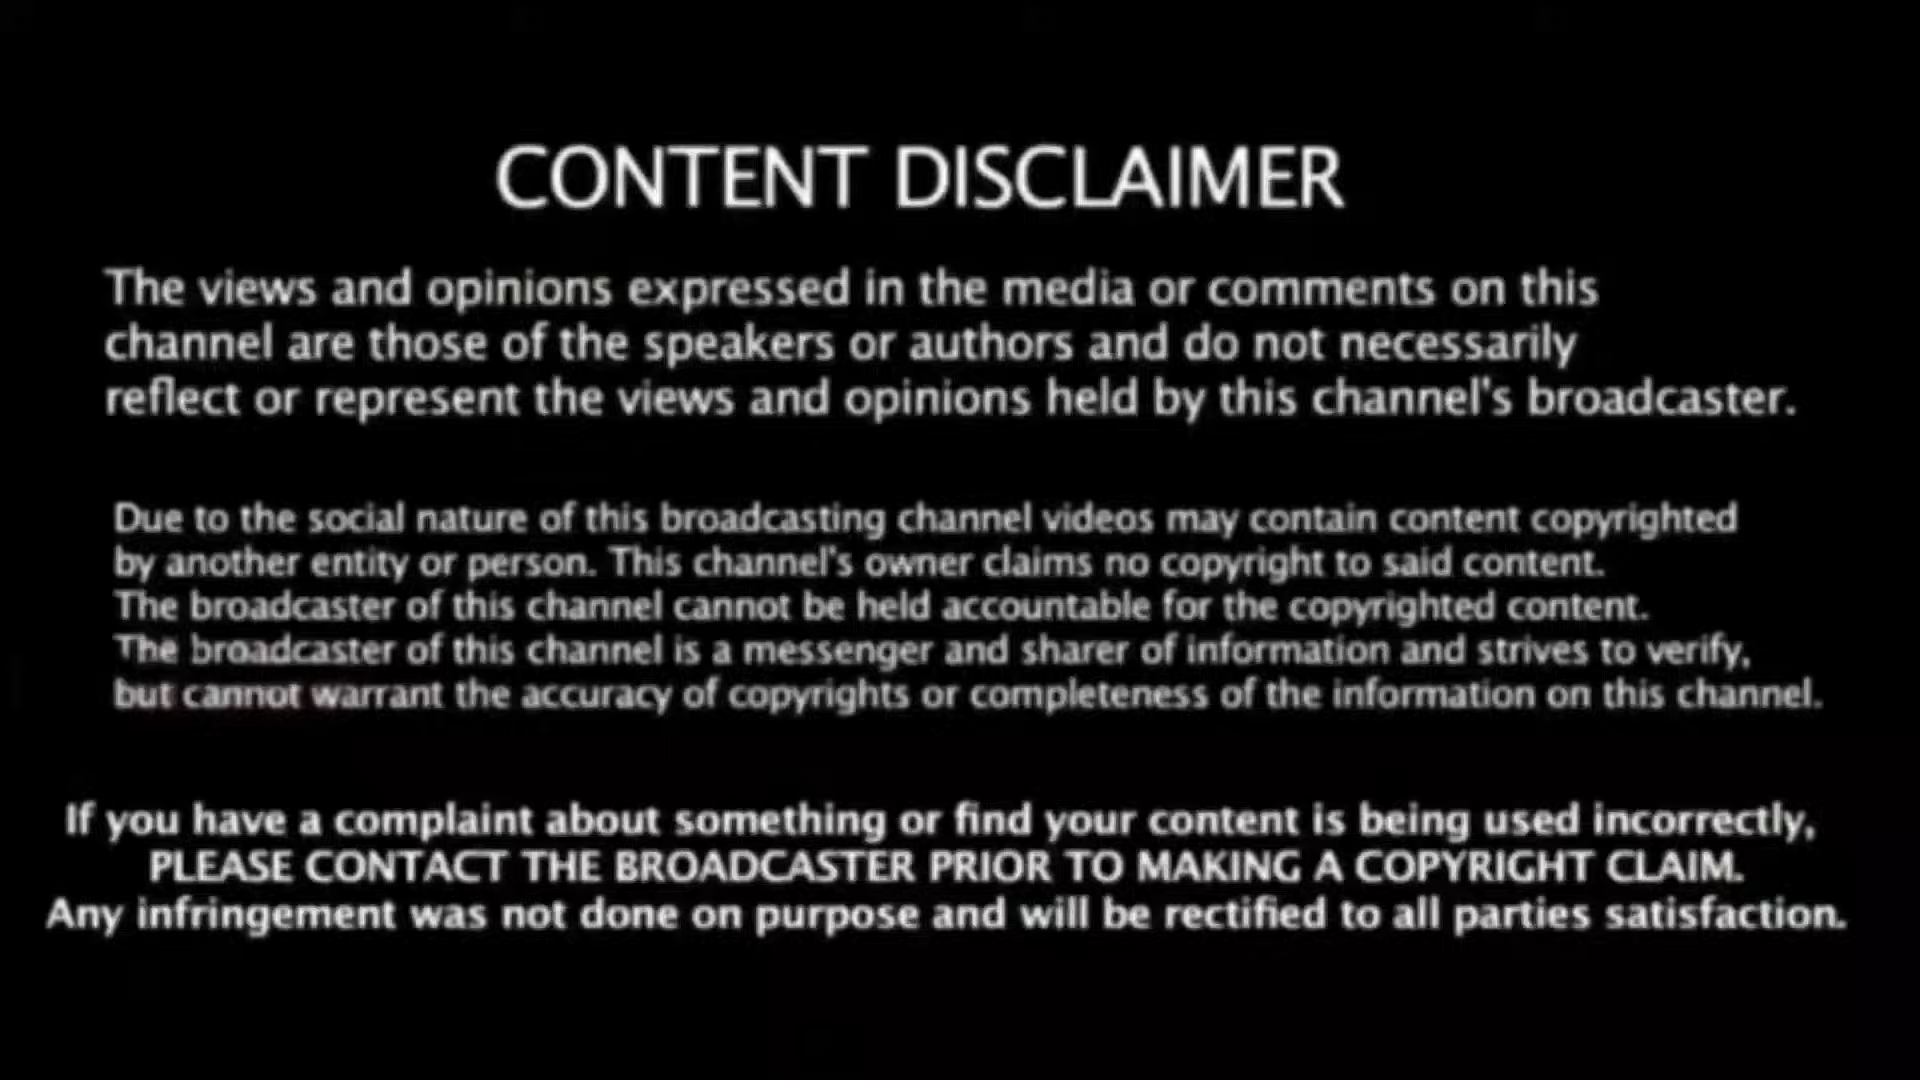 CONTENT DISCLAIMER
The views and opinions expressed in the media or comments on this
channel are those of the speakers or authors and do not necessarily
reflect or represent the views and opinions held by this channel's broadcaster.
Due to the social nature of this broadcasting channel videos may contain content copyrighted
by another entity or person. This channel's owner claims no copyright to said content.
The broadcaster of this channel cannot be held accountable for the copyrighted content.
The broadcaster of this channel is a messenger and sharer of information and strives to verify,
but cannot warrant the accuracy of copyrights or completeness of the information on this channel.
If you have a complaint about something or find your content is being used incorrectly,
PLEASE CONTACT THE BROADCASTER PRIOR TO MAKING A COPYRIGHT CLAIM.
Any infringement was not done on purpose and will be rectified to all parties satisfaction.